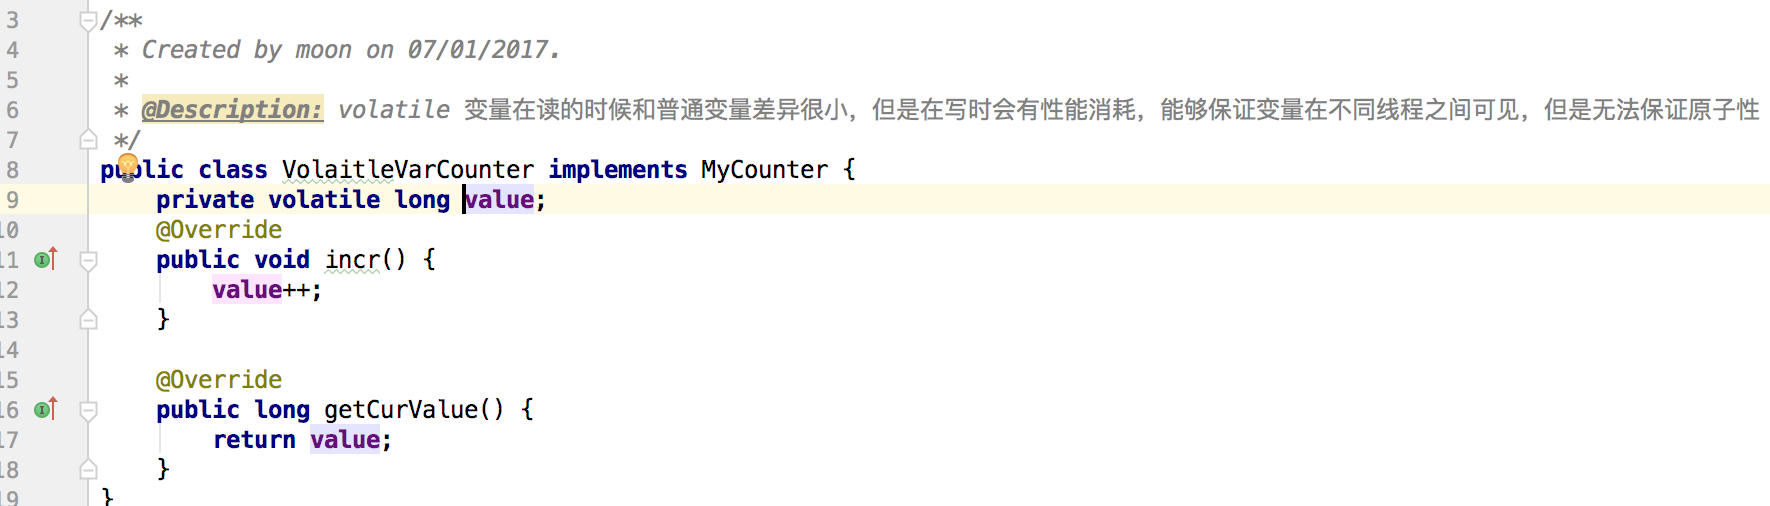 3 /**
4 * Created by moon on 07/01/2017.
5 *
6 * @Description: volatile 变量在读的时候和普通变量差异很小，但是在写时会有性能消耗，能够保证变量在不同线程之间可见，但是无法保证原子性
7 */
8 public class VolaitleVarCounter implements MyCounter {
9 private volatile long value;
10 @Override
11 public void incr() {
12 value++;
13 }
14
15 @Override
16 public long getCurValue() {
17 return value;
18 }
19 }